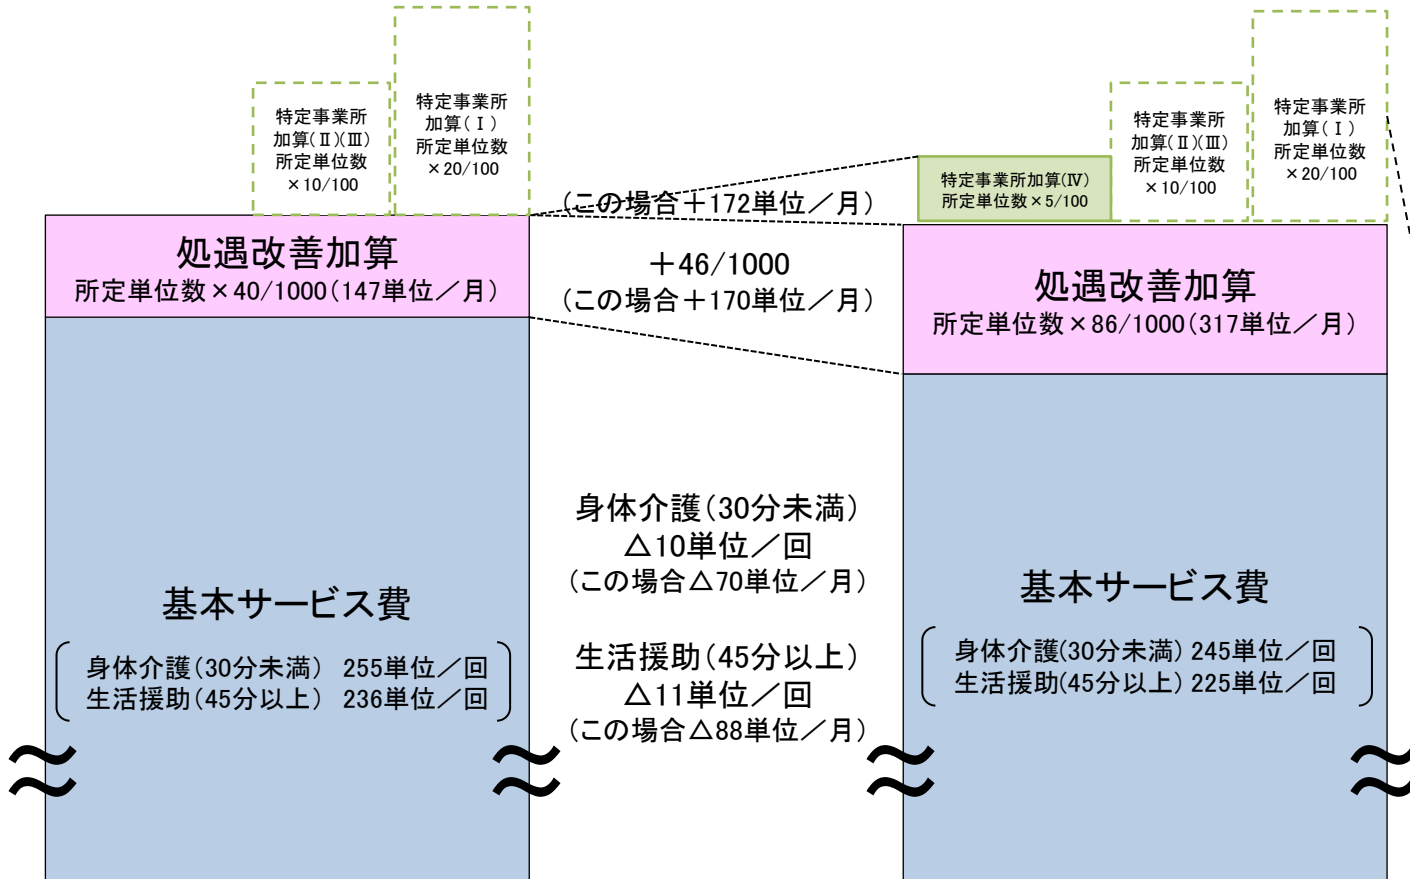 特定事業所
加算(Ⅱ)(Ⅲ)
所定単位数
×10/100
特定事業所
加算(Ⅰ)
所定単位数
×20/100
処遇改善加算
所定単位数×40/1000(147単位／月)
基本サービス費
身体介護(30分未満) 255単位／回
生活援助(45分以上) 236単位／回
(この場合＋172単位／月)
＋46/1000
(この場合＋170単位／月)
身体介護(30分未満)
△10単位／回
(この場合△70単位／月)
生活援助(45分以上)
△11単位／回
(この場合△88単位／月)
特定事業所加算(Ⅳ)
所定単位数×5/100
特定事業所
加算(Ⅱ)(Ⅲ)
所定単位数
×10/100
特定事業所
加算(Ⅰ)
所定単位数
×20/100
処遇改善加算
所定単位数×86/1000(317単位／月)
基本サービス費
身体介護(30分未満) 245単位／回
生活援助(45分以上) 225単位／回